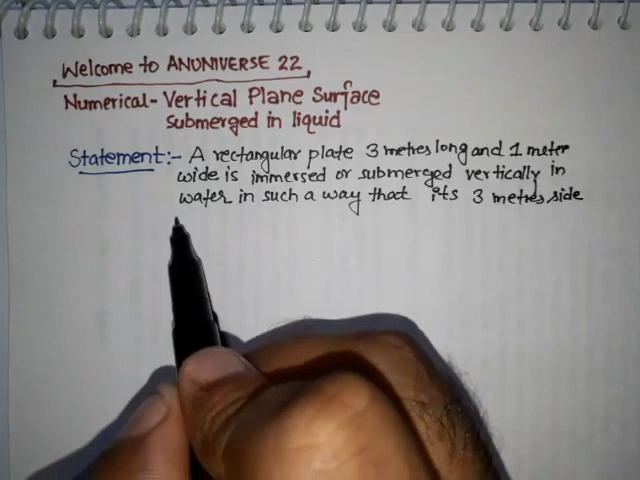 Welcome to ANUNIVERSE 22
Numerical- Vertical Plane Surface
Submerged in liquid
Statement:- A rectangular plate 3 metres long and 1 meter
wide is immersed or submerged vertically in
water in such a way that its 3 metres side